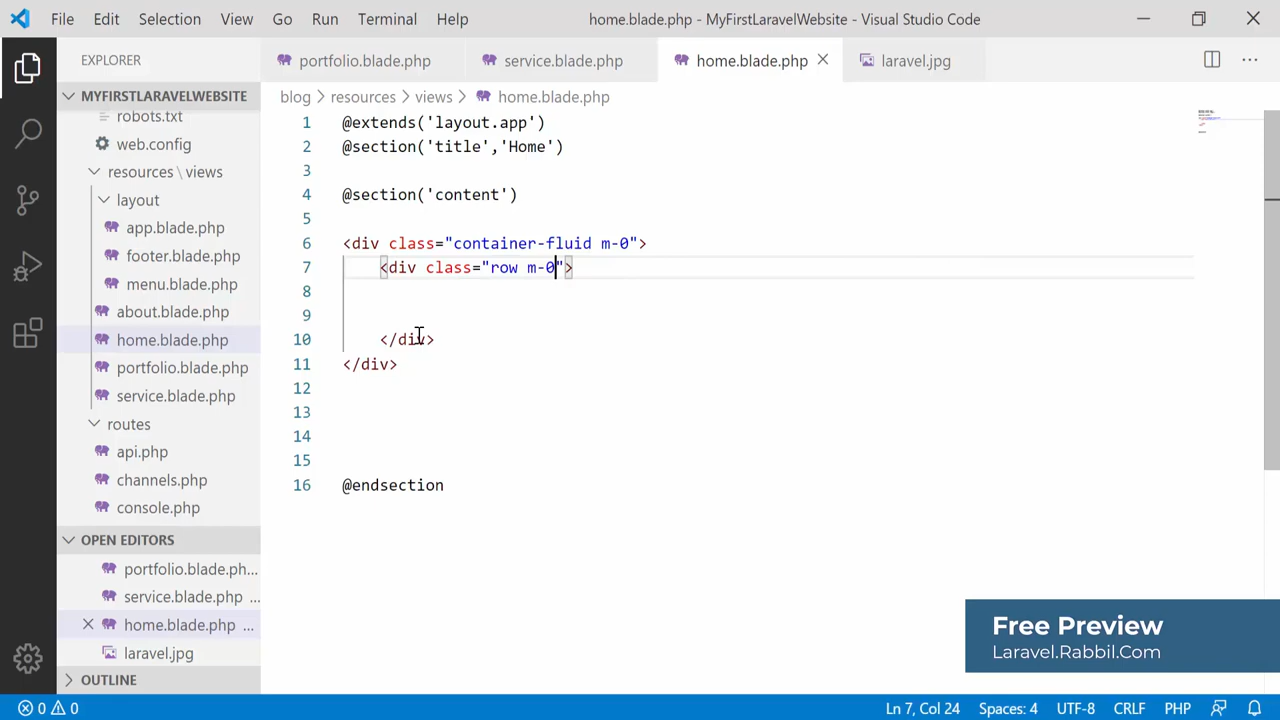 File Edit Selection View Go Run Terminal Help home.blade.php - MyFirstLaravelWebsite - Visual Studio Code
EXPLORER
MYFIRSTLARAVELWEBSITE
robots.txt
web.config
resources \ views
layout
app.blade.php
footer.blade.php
menu.blade.php
about.blade.php
home.blade.php
portfolio.blade.php
service.blade.php
routes
api.php
channels.php
console.php
OPEN EDITORS
portfolio.blade.ph...
service.blade.php ...
home.blade.php ...
laravel.jpg
OUTLINE
portfolio.blade.php service.blade.php home.blade.php laravel.jpg
blog > resources > views > home.blade.php
1 @extends('layout.app')
2 @section('title','Home')
3
4 @section('content')
5
6 <div class="container-fluid m-0">
7 <div class="row m-0">
8
9
10 </div>
11 </div>
12
13
14
15
16 @endsection
Free Preview
Laravel.Rabbil.Com
0 0 Ln 7, Col 24 Spaces: 4 UTF-8 CRLF PHP